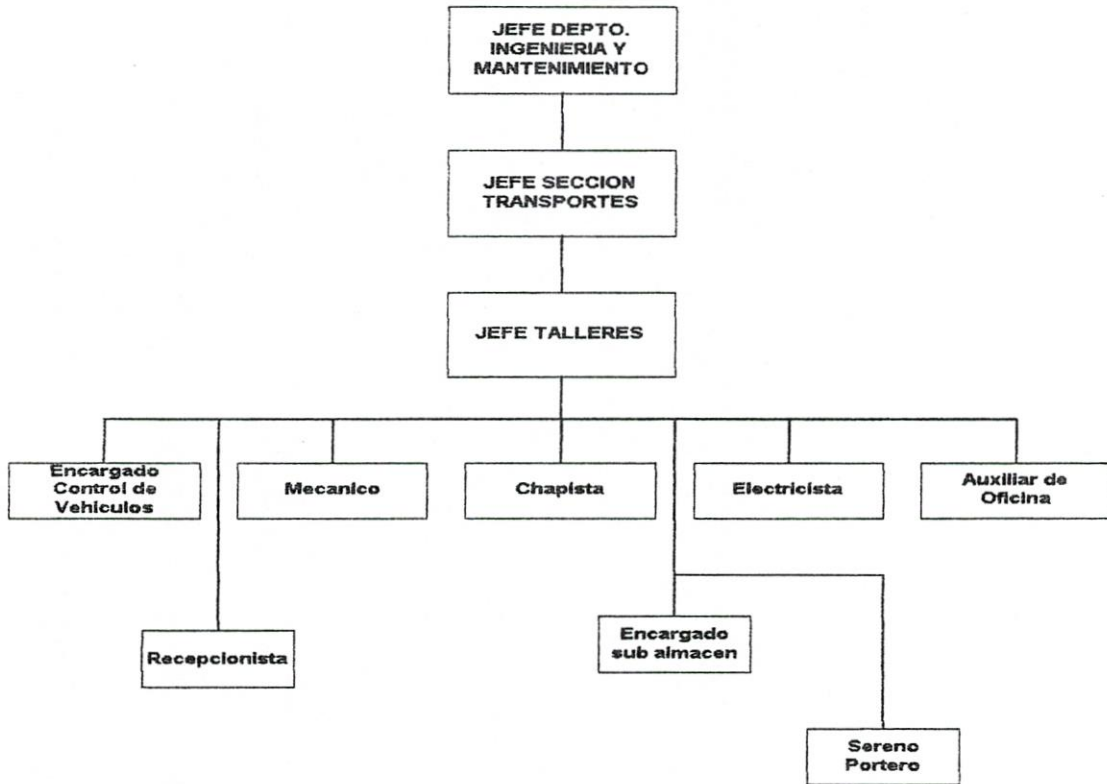 JEFE DEPTO.
INGENIERIA Y
MANTENIMIENTO
JEFE SECCION
TRANSPORTES
JEFE TALLERES
Encargado
Control de
Vehiculos
Mecanico
Chapista
Electricista
Auxiliar de
Oficina
Recepcionista
Encargado
sub almacen
Sereno
Portero